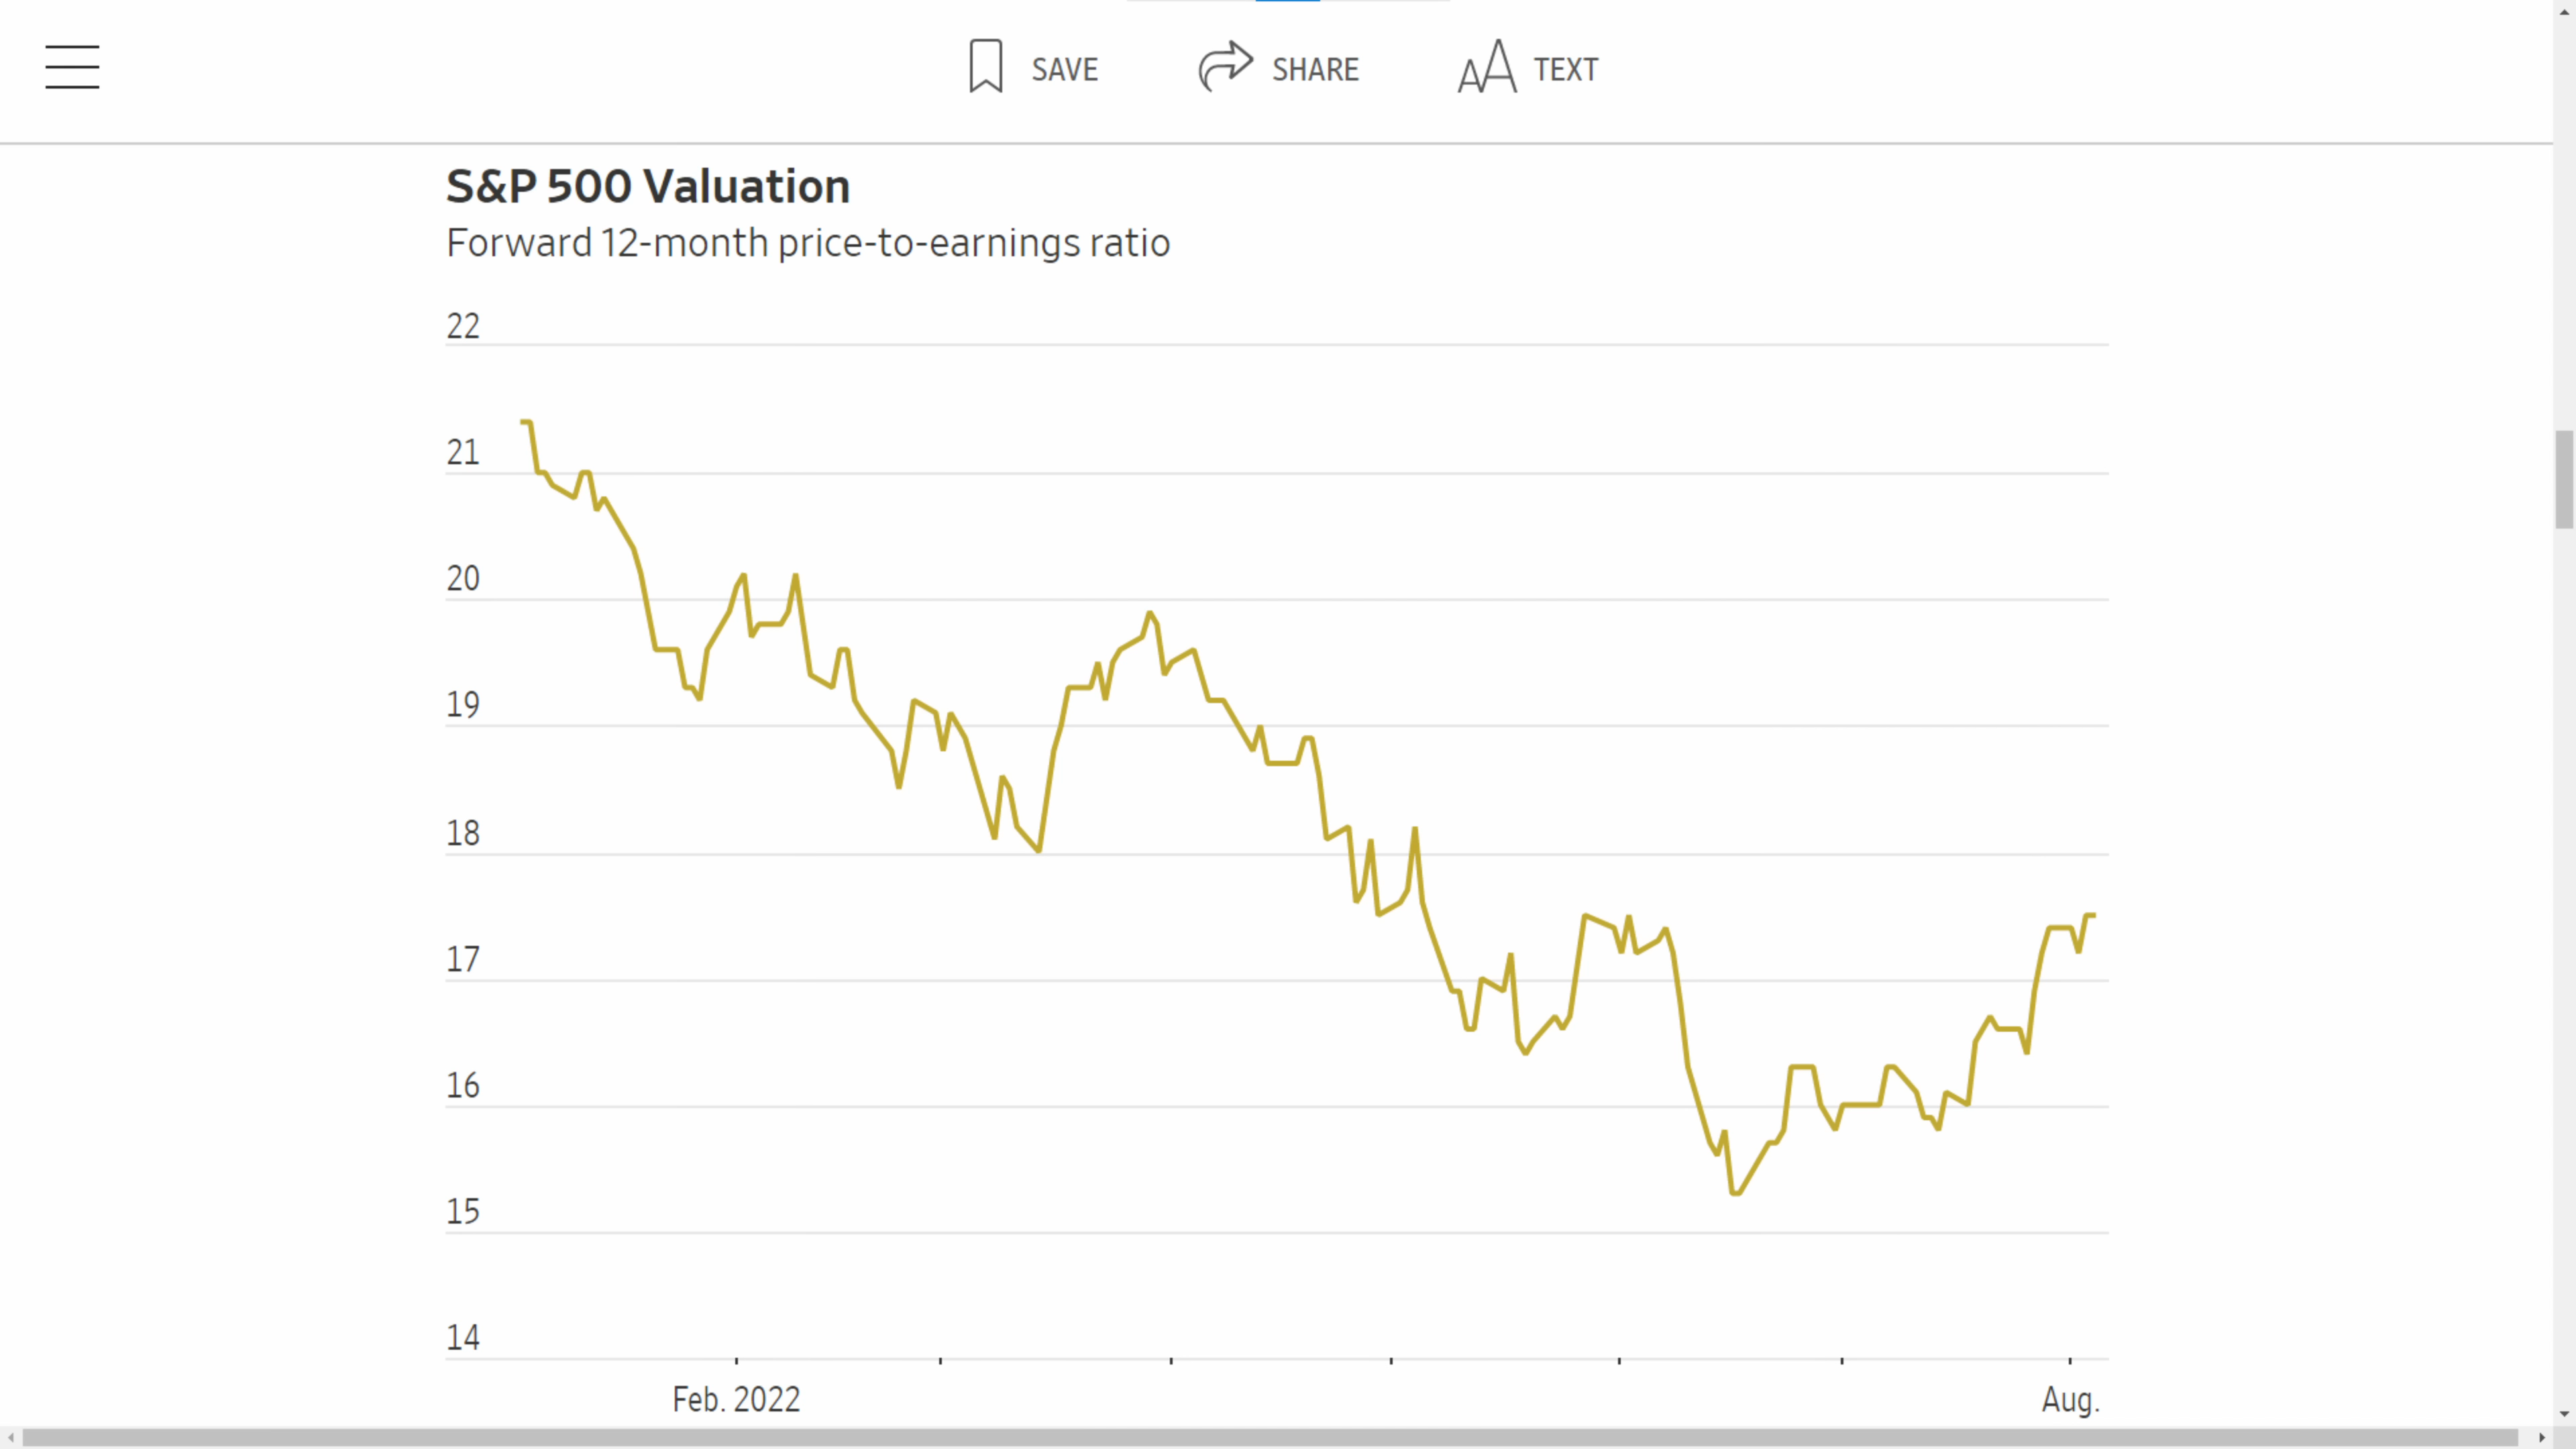 SAVE SHARE TEXT
S&P 500 Valuation
Forward 12-month price-to-earnings ratio
22
21
20
19
18
17
16
15
14
Feb. 2022 Aug.